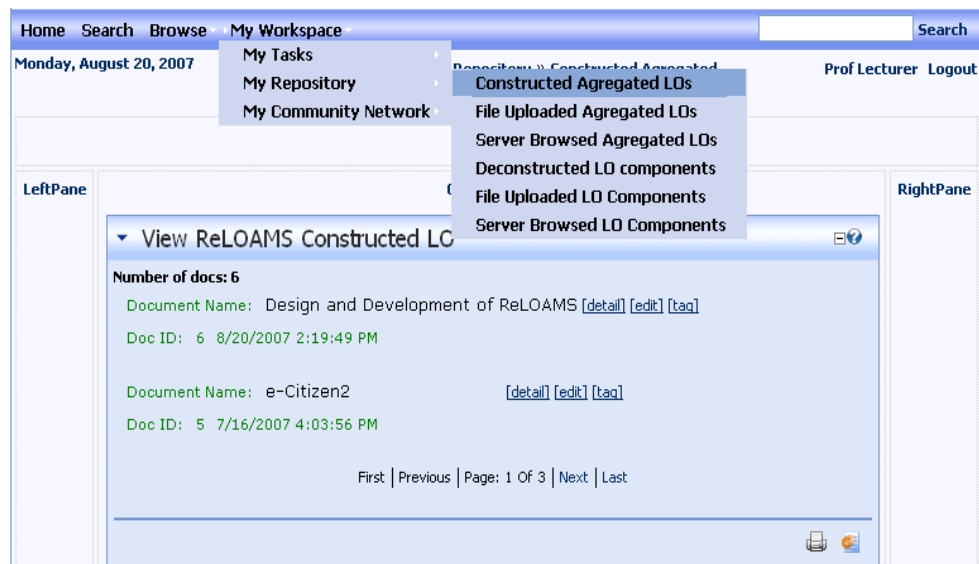 Home Search Browse My Workspace Search
Monday, August 20, 2007
My Tasks
My Repository
My Community Network
Repository » Constructed Agregated
Prof Lecturer Logout
Constructed Agregated LOs
File Uploaded Agregated LOs
Server Browsed Agregated LOs
Deconstructed LO components
File Uploaded LO Components
Server Browsed LO Components
LeftPane
RightPane
View ReLOAMS Constructed LO
Number of docs: 6
Document Name: Design and Development of ReLOAMS [detail] [edit] [tag]
Doc ID: 6 8/20/2007 2:19:49 PM
Document Name: e-Citizen2 [detail] [edit] [tag]
Doc ID: 5 7/16/2007 4:03:56 PM
First | Previous | Page: 1 Of 3 | Next | Last